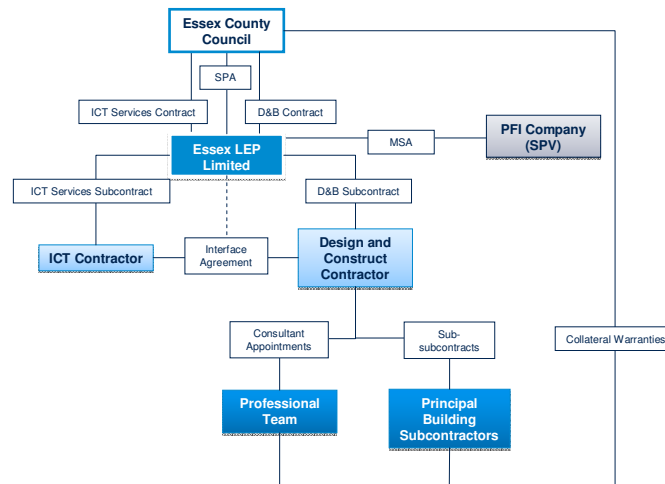 Essex County
Council
SPA
ICT Services Contract
D&B Contract
Essex LEP
Limited
MSA
PFI Company
(SPV)
ICT Services Subcontract
D&B Subcontract
ICT Contractor
Interface
Agreement
Design and
Construct
Contractor
Consultant
Appointments
Sub-
subcontracts
Collateral Warranties
Professional
Team
Principal
Building
Subcontractors